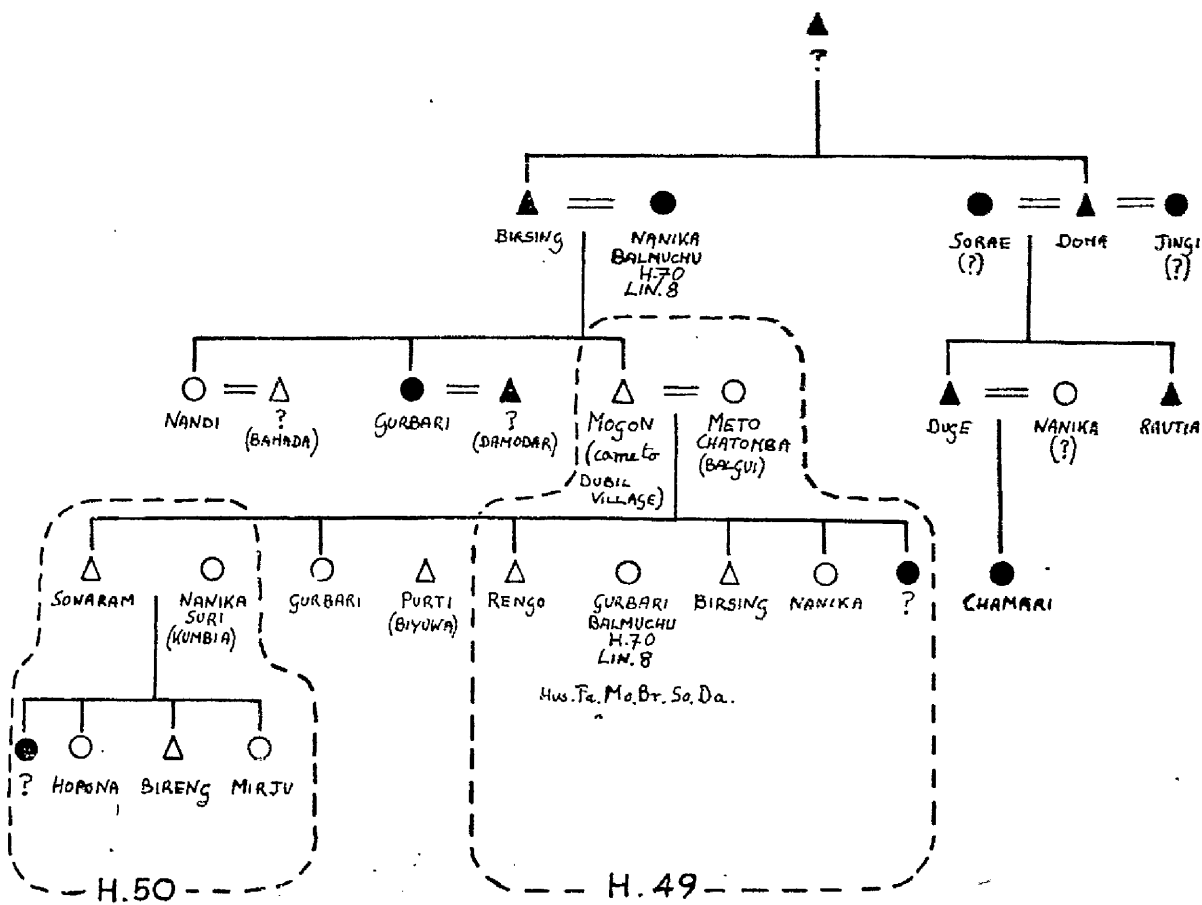 ?
BIRSING
NANIKA
BALMUCHU
H.70
LIN.8
SORAE
(?)
DOMA
JINGI
(?)
NANDI
?
(BAHADA)
GURBARI
?
(DAMODAR)
MOGON
(came to
DUBIL
VILLAGE)
METO
CHATOMBA
(BALGUI)
DUGE
NANIKA
(?)
RAUTIA
SONARAM
NANIKA
SURI
(KUMBIA)
GURBARI
PURTI
(BIYUWA)
RENGO
GURBARI
BALMUCHU
H.70
LIN.8
BIRSING
NANIKA
?
CHAMARI
Hus.Fa.Mo.Br.So.Da.
?
HOPONA
BIRENG
MIRJU
H.50
H.49